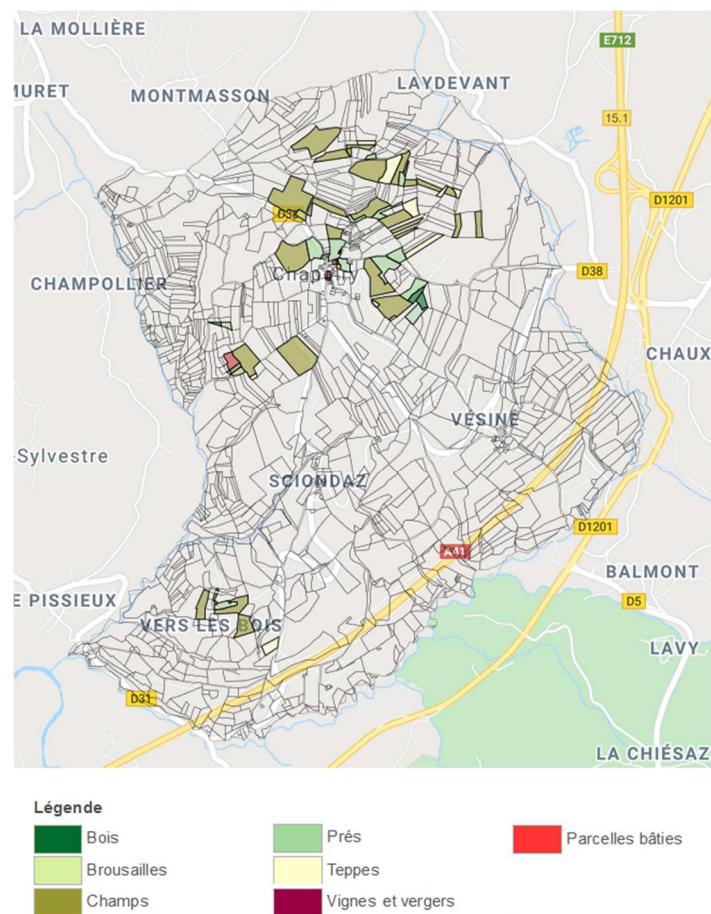 LA MOLLIÈRE
E712
LAYDEVANT
MURET
MONTMASSON
15.1
D1201
D38
D38
CHAMPOLLIER
CHAUX
VÉSINE
-Sylvestre
SCIONDAZ
D1201
A41
BALMONT
E PISSIEUX
D5
VERS LES BOIS
LAVY
D31
LA CHIÉSAZ
Légende
Bois
Prés
Parcelles bâties
Brousailles
Teppes
Champs
Vignes et vergers